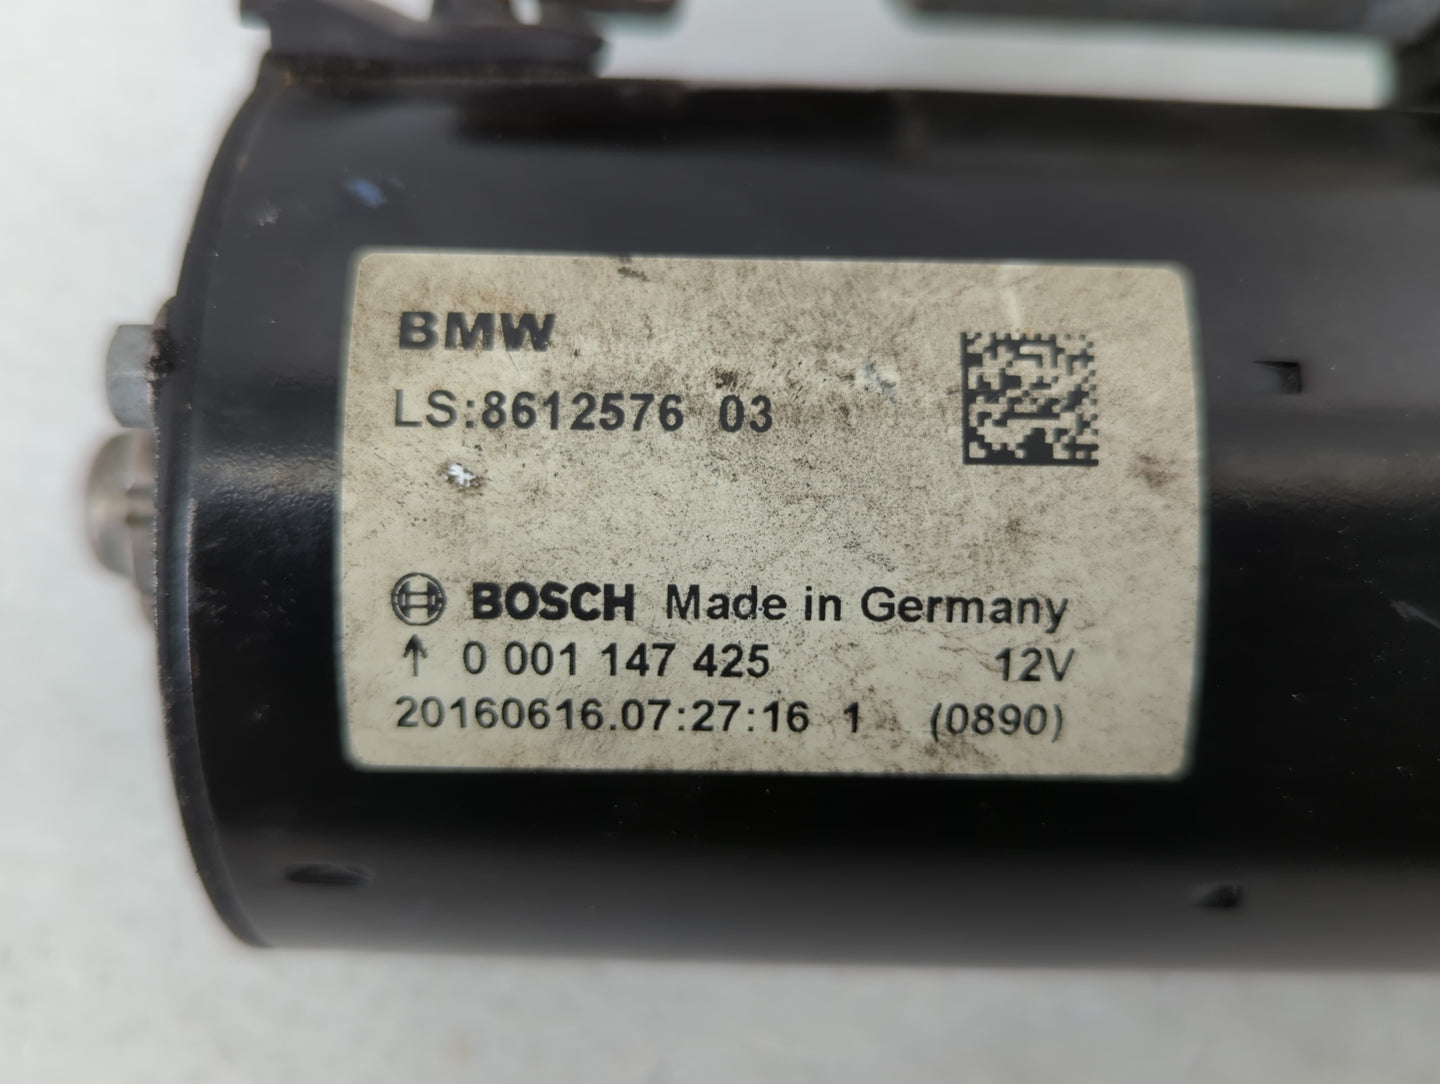 BMW
LS:8612576 03
BOSCH Made in Germany
↑ 0 001 147 425 12V
20160616.07:27:16 1 (0890)